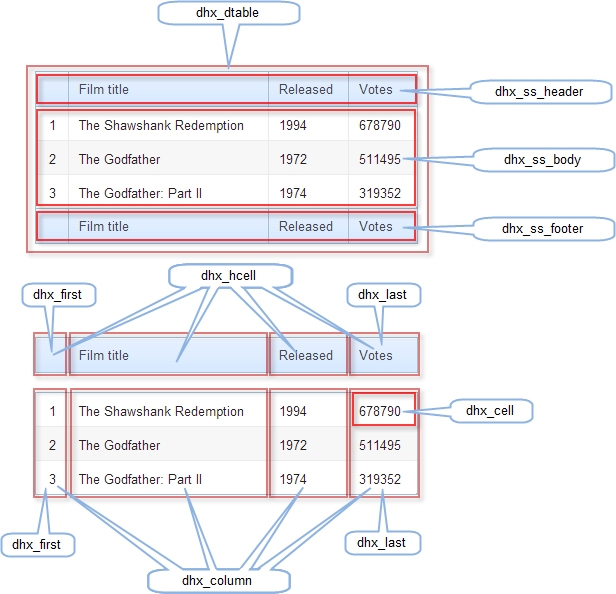 dhx_dtable
Film title Released Votes
dhx_ss_header
1 The Shawshank Redemption 1994 678790
2 The Godfather 1972 511495
dhx_ss_body
3 The Godfather: Part II 1974 319352
Film title Released Votes
dhx_ss_footer
dhx_hcell
dhx_first
dhx_last
Film title Released Votes
1 The Shawshank Redemption 1994 678790
dhx_cell
2 The Godfather 1972 511495
3 The Godfather: Part II 1974 319352
dhx_first
dhx_last
dhx_column